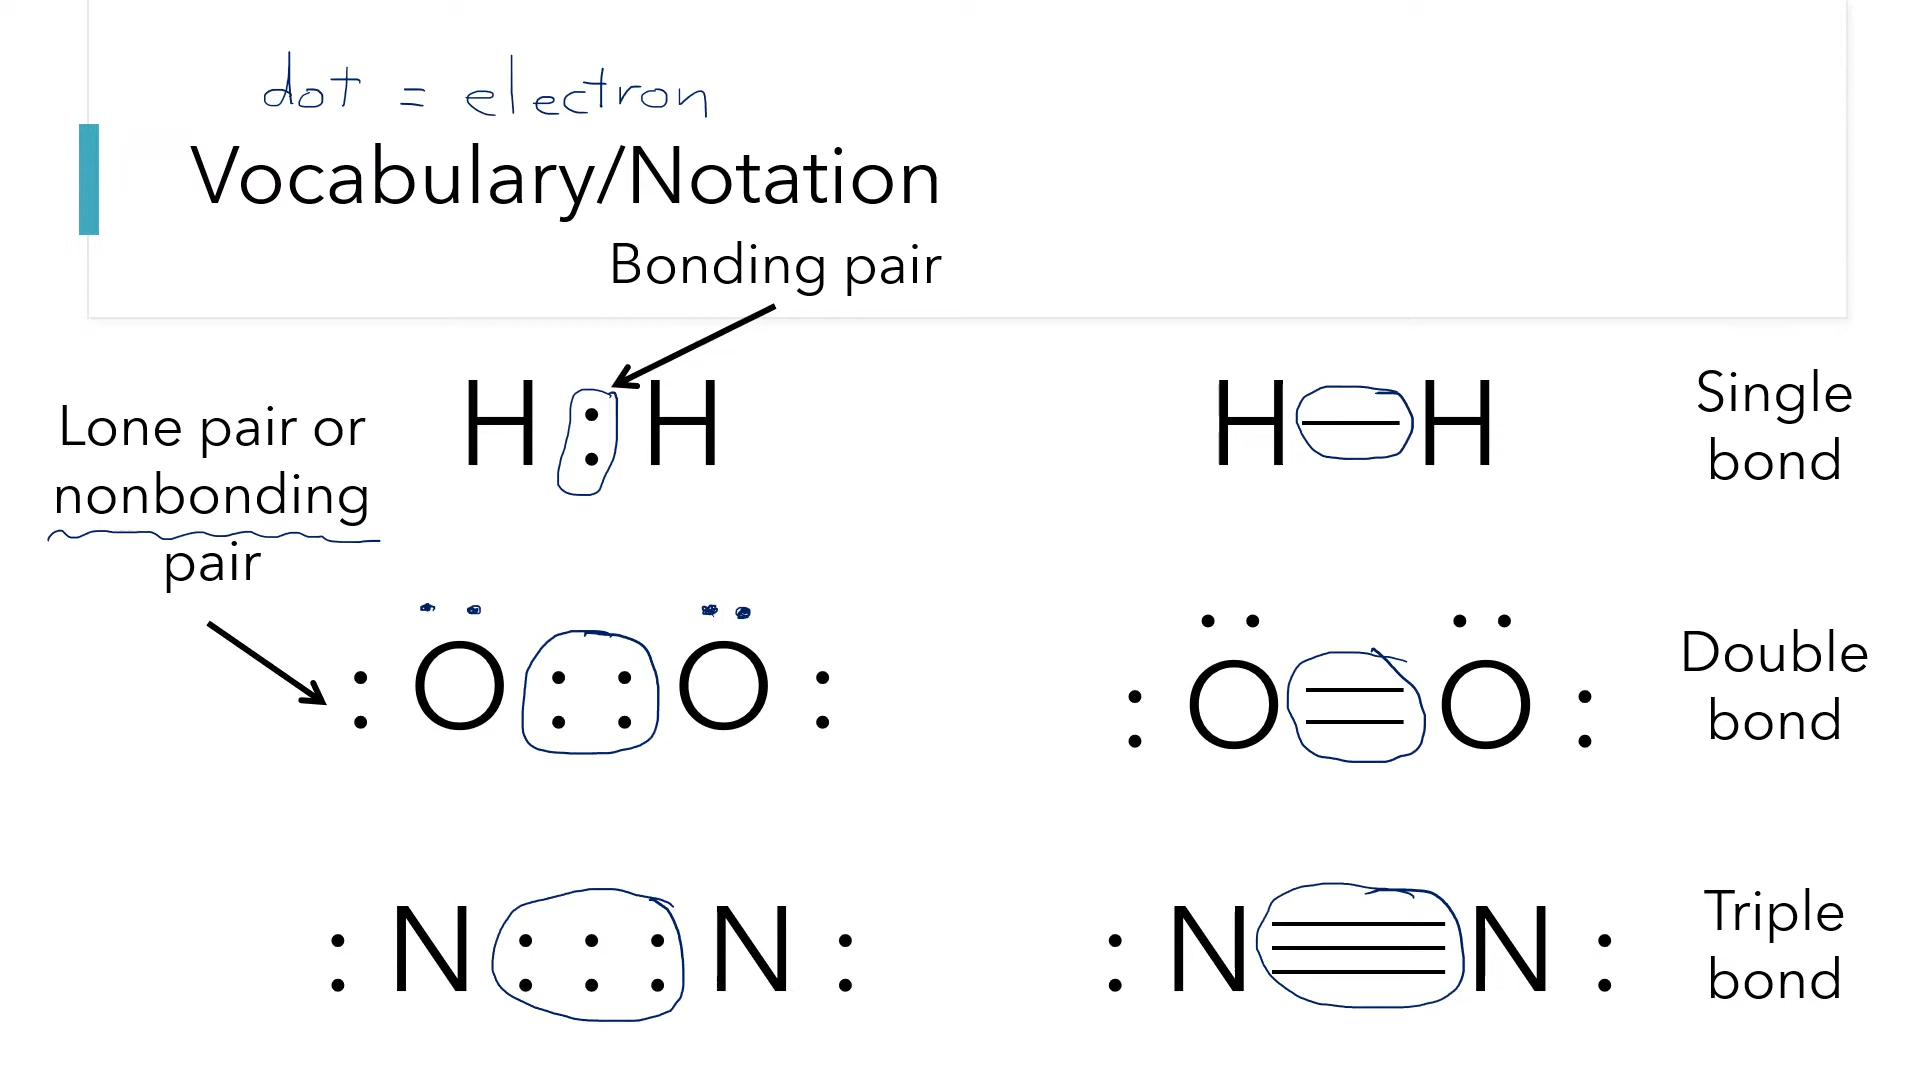 dot = electron
Vocabulary/Notation
Bonding pair
Lone pair or
nonbonding
pair
H : H
H — H
Single
bond
: O : : O :
: O = O :
Double
bond
: N : : : N :
: N ≡ N :
Triple
bond